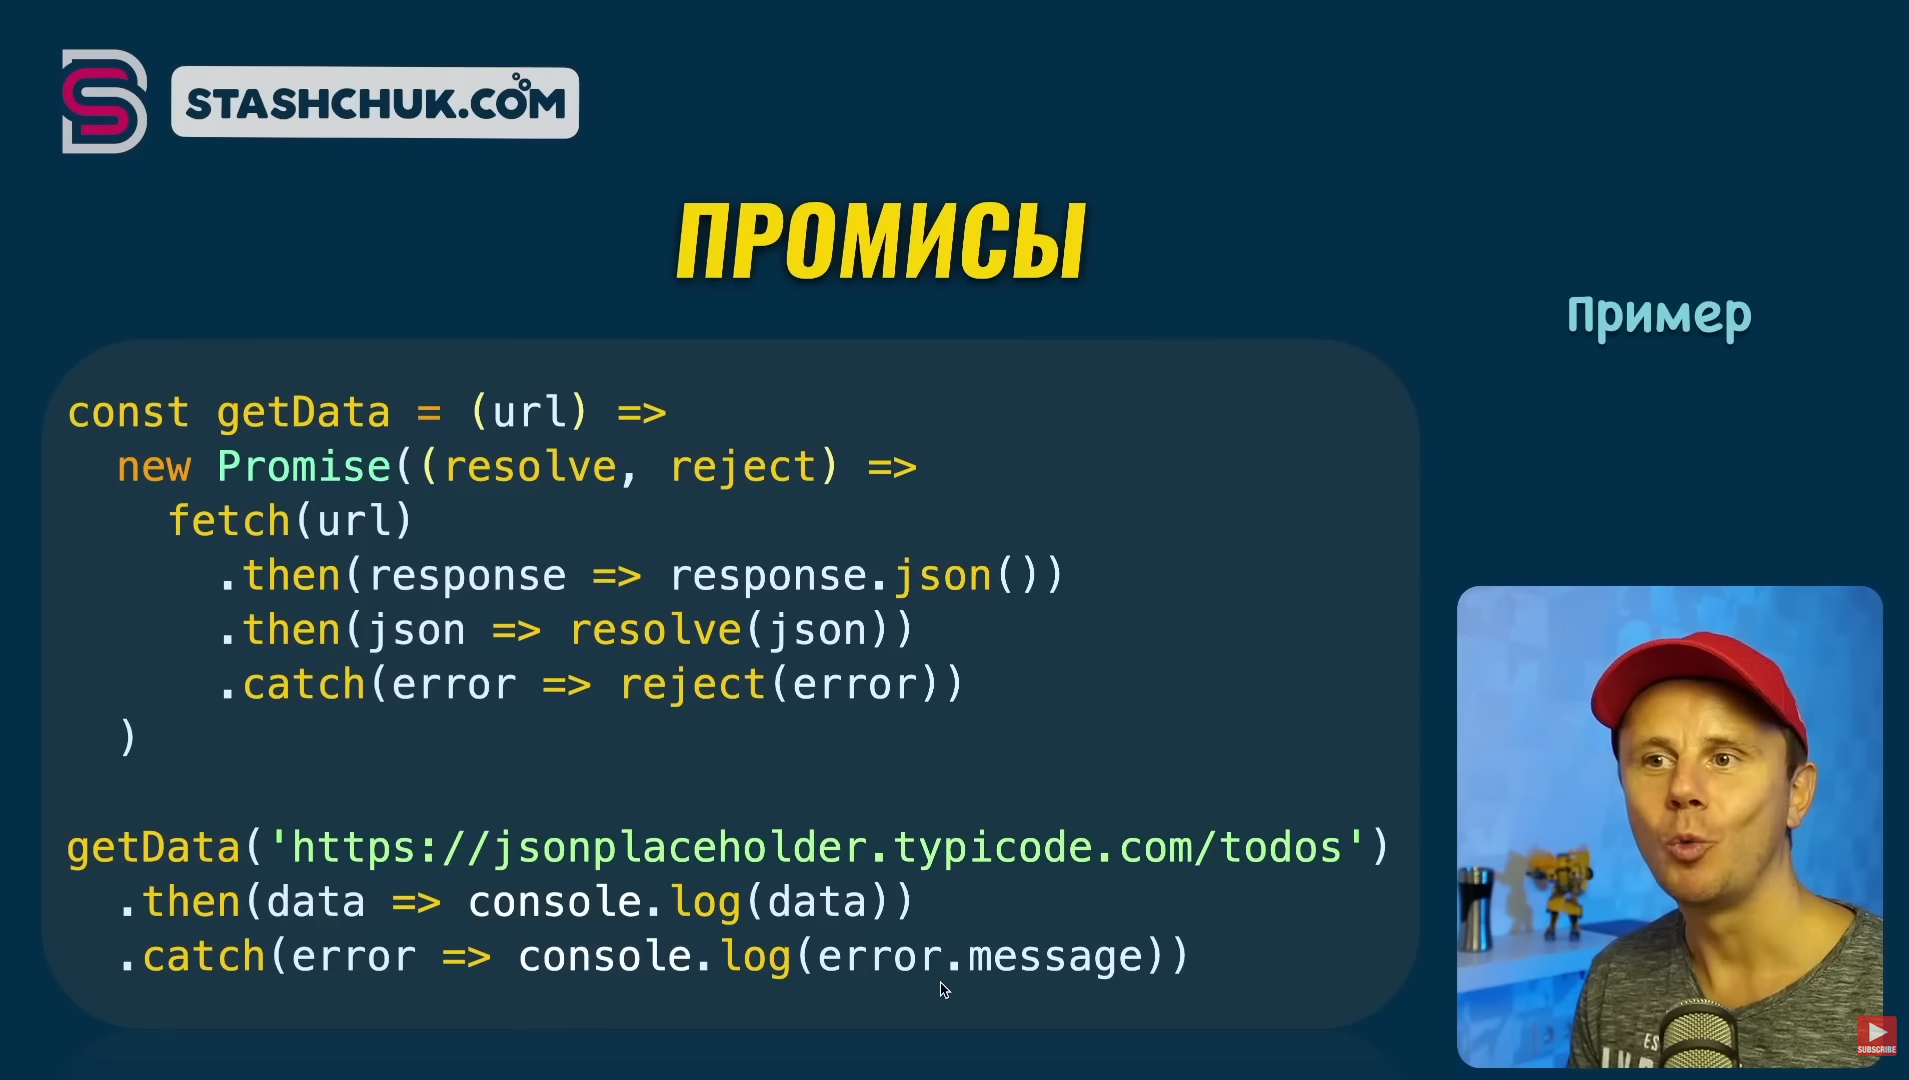 STASHCHUK.COM
ПРОМИСЫ
Пример
const getData = (url) =>
  new Promise((resolve, reject) =>
    fetch(url)
      .then(response => response.json())
      .then(json => resolve(json))
      .catch(error => reject(error))
  )
getData('https://jsonplaceholder.typicode.com/todos')
  .then(data => console.log(data))
  .catch(error => console.log(error.message))
ES
SUBSCRIBE